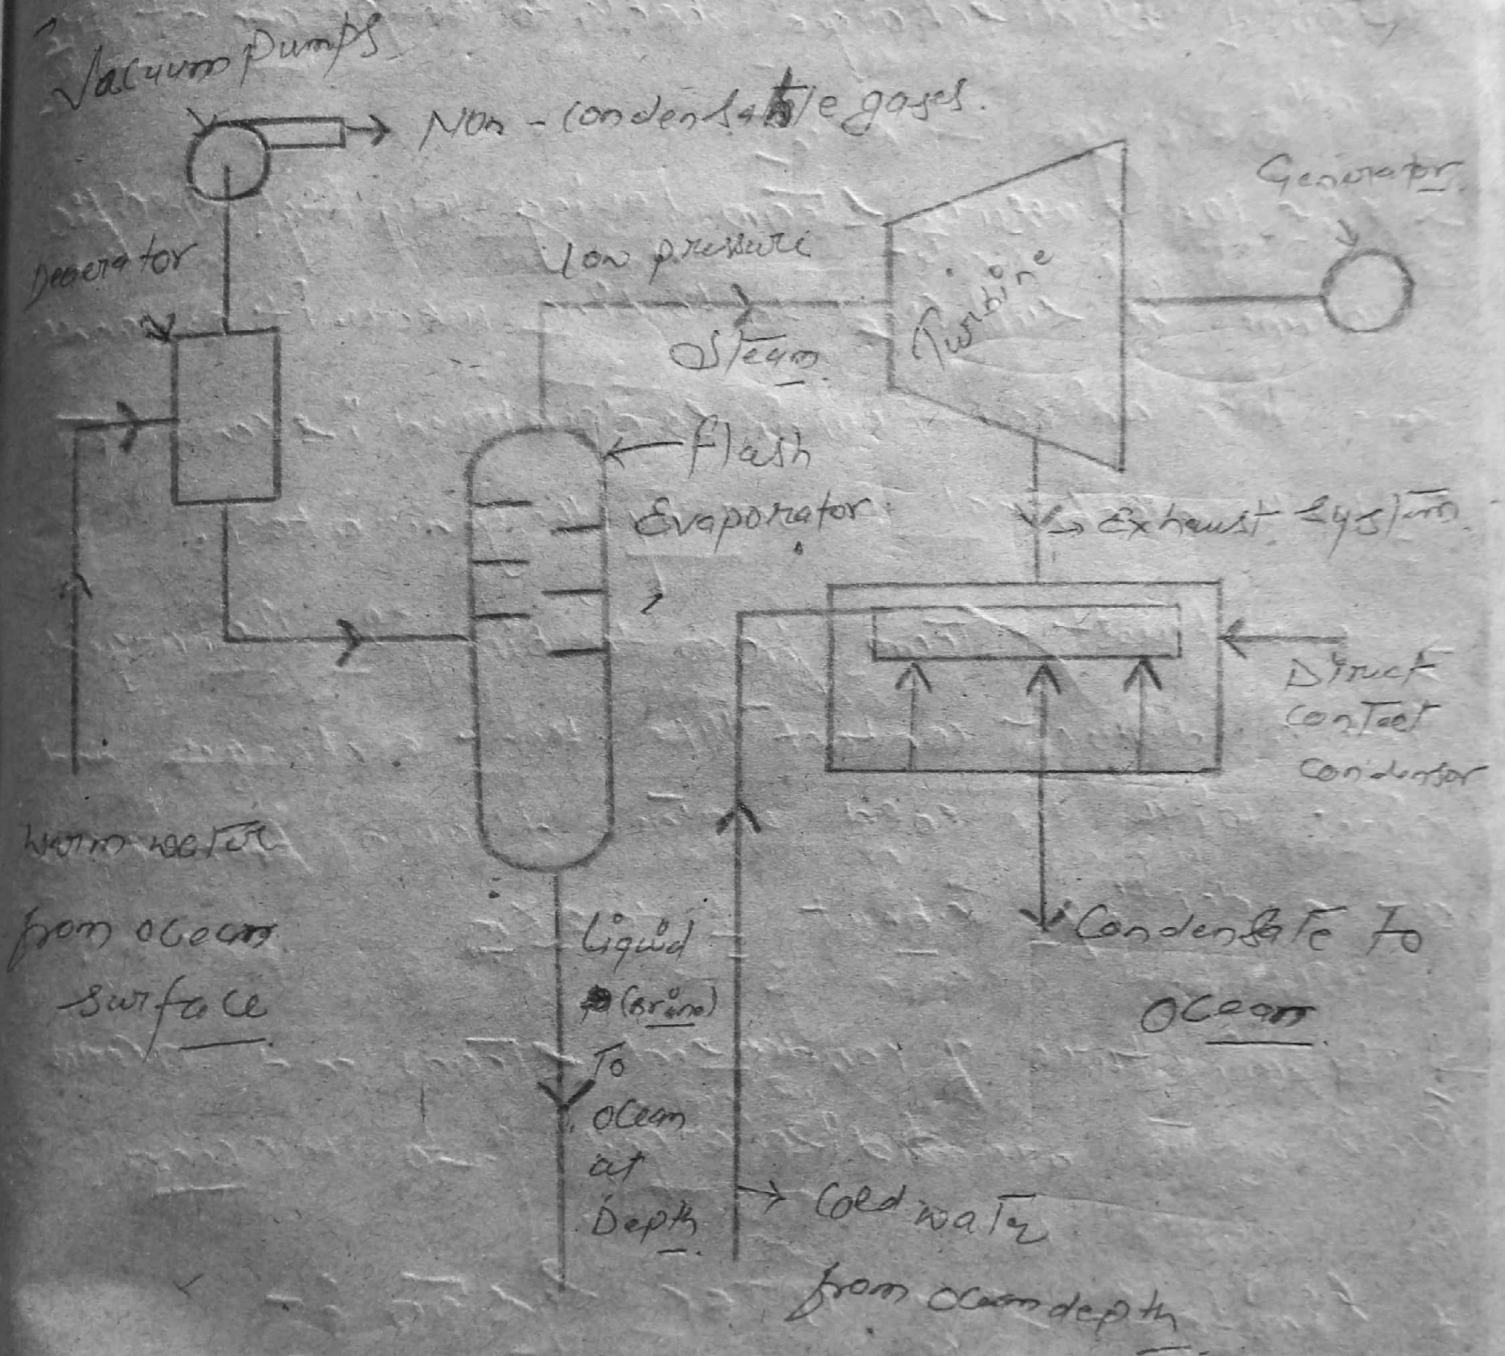 Vacuum Pumps
Non-condensable gases.
Generator
Deaerator
low pressure
Steam
Turbine
flash
Evaporator
Exhaust System
Direct
contact
condensor
warm water
from ocean
surface
Liquid
(Brine)
To
ocean
at
Depth
Condensate to
ocean
Cold water
from ocean depth